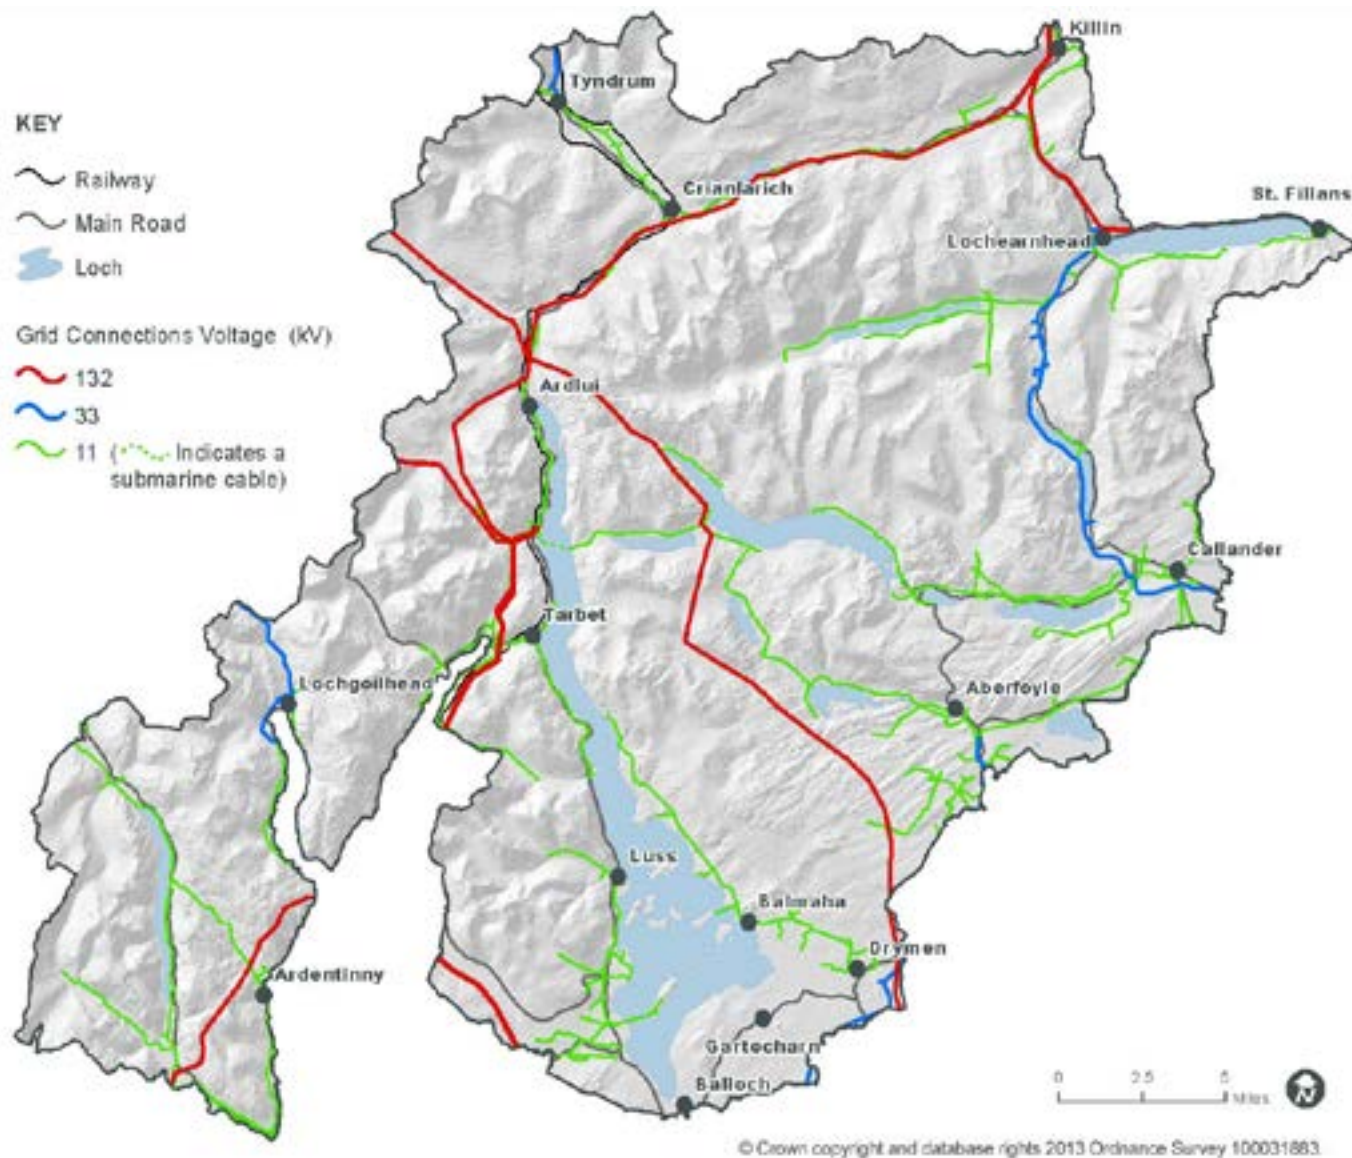 Killin
Tyndrum
KEY
Railway
Crianlarich
St. Fillans
Main Road
Lochearnhead
Loch
Grid Connections Voltage (kV)
132
Ardlui
33
11 ( Indicates a
submarine cable)
Callander
Tarbet
Lochgoilhead
Aberfoyle
Luss
Balmaha
Drymen
Ardentinny
Gartocharn
Balloch
0 2.5 5
Miles
N
© Crown copyright and database rights 2013 Ordnance Survey 100031883.